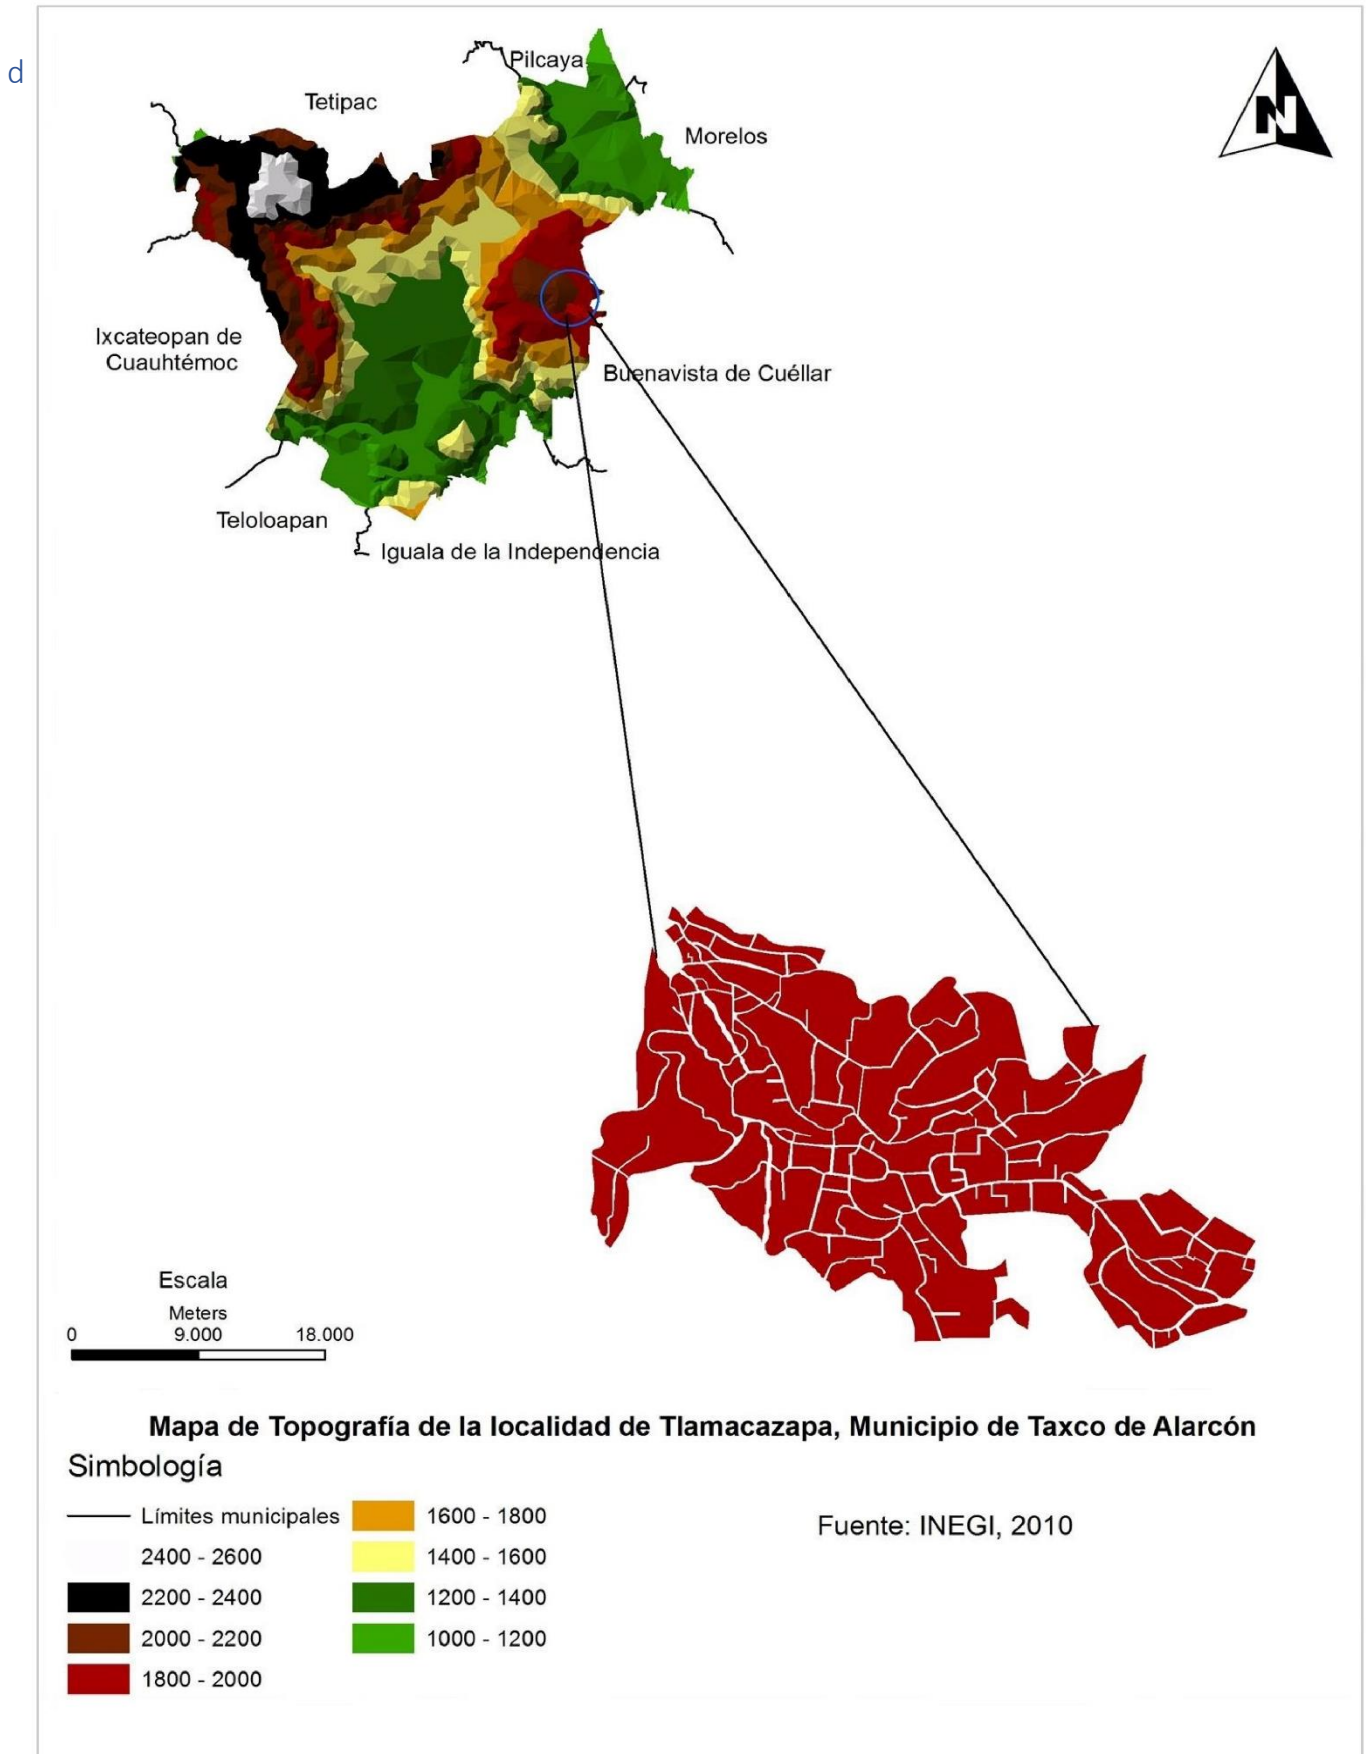 d
Pilcaya
Tetipac
Morelos
N
Ixcateopan de
Cuauhtémoc
Buenavista de Cuéllar
Teloloapan
Iguala de la Independencia
Escala
Meters
0 9.000 18.000
Mapa de Topografía de la localidad de Tlamacazapa, Municipio de Taxco de Alarcón
Simbología
Límites municipales
2400 - 2600
2200 - 2400
2000 - 2200
1800 - 2000
1600 - 1800
1400 - 1600
1200 - 1400
1000 - 1200
Fuente: INEGI, 2010